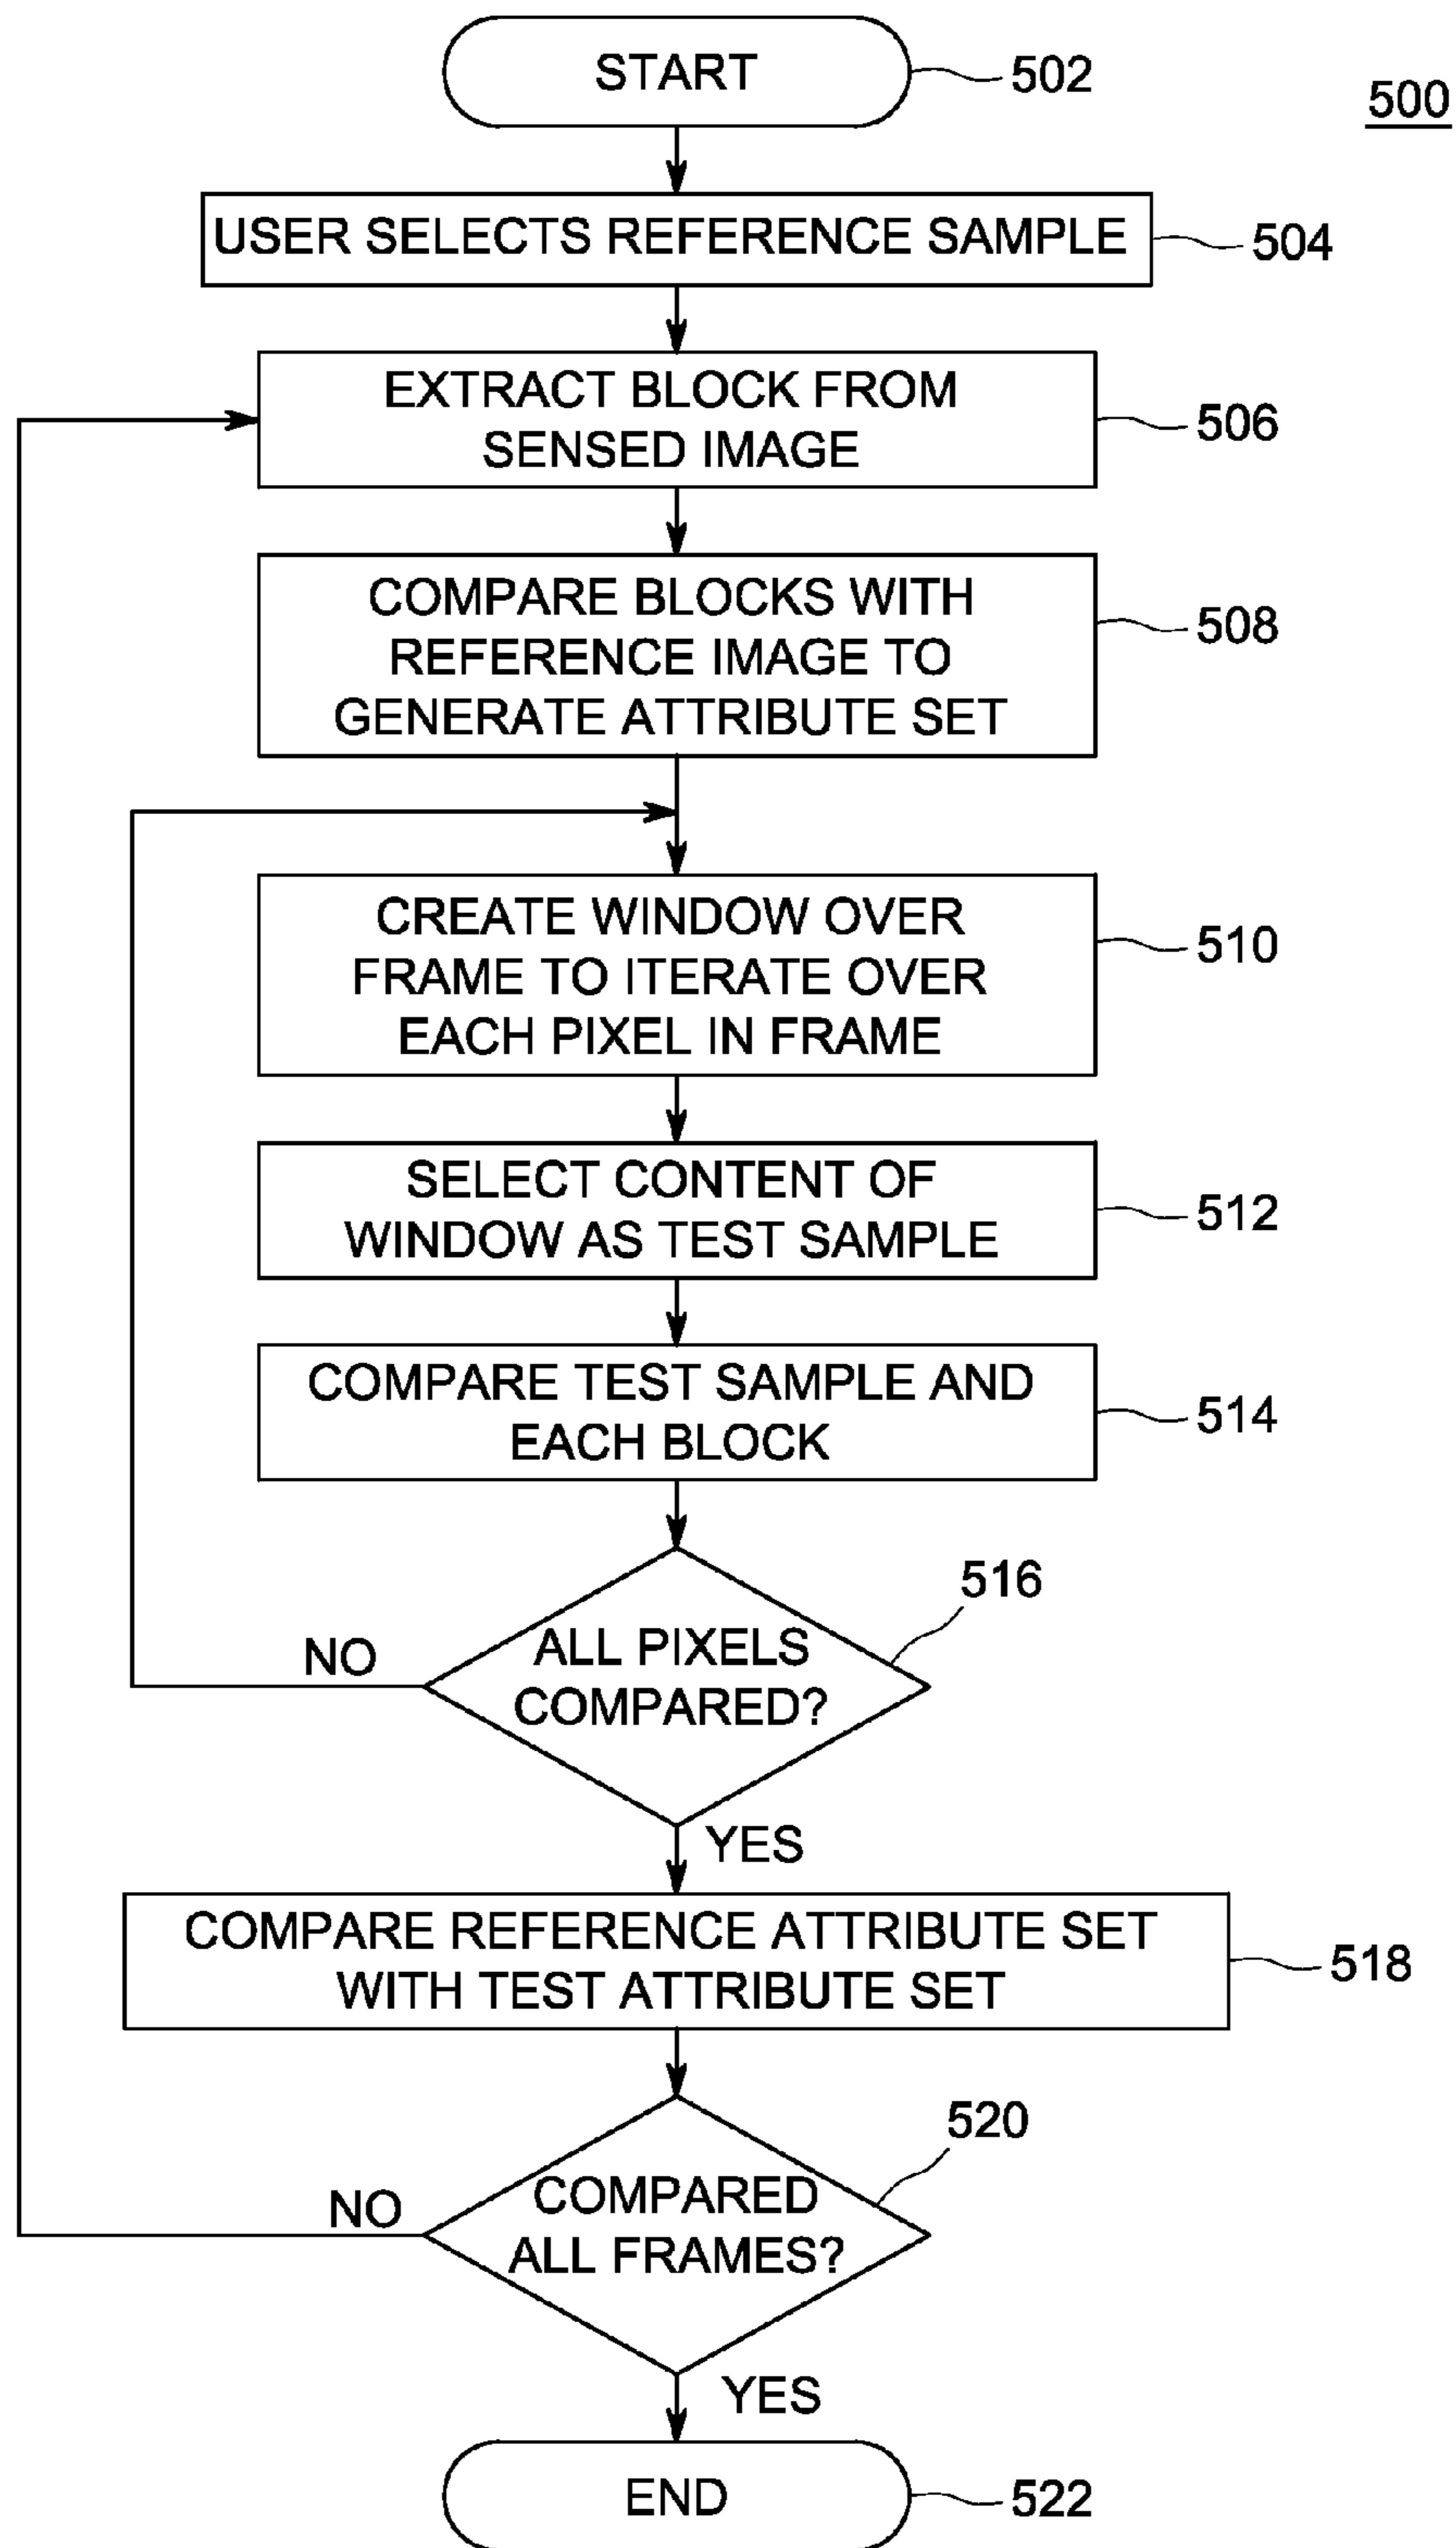 START
502
500
USER SELECTS REFERENCE SAMPLE
504
EXTRACT BLOCK FROM
SENSED IMAGE
506
COMPARE BLOCKS WITH
REFERENCE IMAGE TO
GENERATE ATTRIBUTE SET
508
CREATE WINDOW OVER
FRAME TO ITERATE OVER
EACH PIXEL IN FRAME
510
SELECT CONTENT OF
WINDOW AS TEST SAMPLE
512
COMPARE TEST SAMPLE AND
EACH BLOCK
514
516
ALL PIXELS
COMPARED?
NO
YES
COMPARE REFERENCE ATTRIBUTE SET
WITH TEST ATTRIBUTE SET
518
520
COMPARED
ALL FRAMES?
NO
YES
END
522